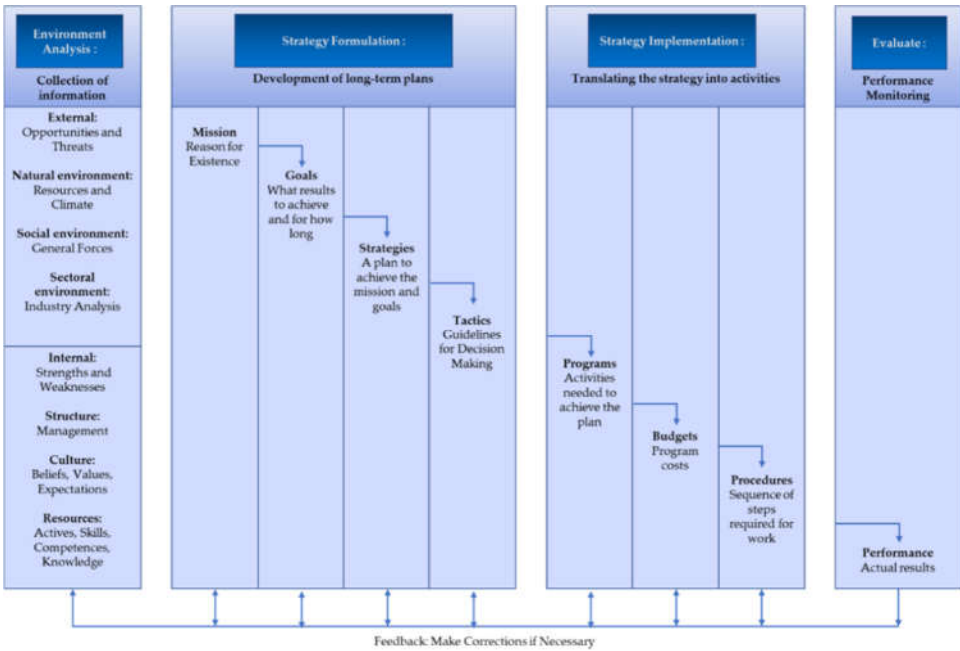 Environment
Analysis :
Collection of
information
External:
Opportunities and
Threats
Natural environment:
Resources and
Climate
Social environment:
General Forces
Sectoral
environment:
Industry Analysis
Internal:
Strengths and
Weaknesses
Structure:
Management
Culture:
Beliefs, Values,
Expectations
Resources:
Actives, Skills,
Competences,
Knowledge
Strategy Formulation :
Development of long-term plans
Mission
Reason for
Existence
Goals
What results
to achieve
and for how
long
Strategies
A plan to
achieve the
mission and
goals
Tactics
Guidelines
for Decision
Making
Strategy Implementation :
Translating the strategy into activities
Programs
Activities
needed to
achieve the
plan
Budgets
Program
costs
Procedures
Sequence of
steps
required for
work
Evaluate :
Performance
Monitoring
Performance
Actual results
Feedback: Make Corrections if Necessary